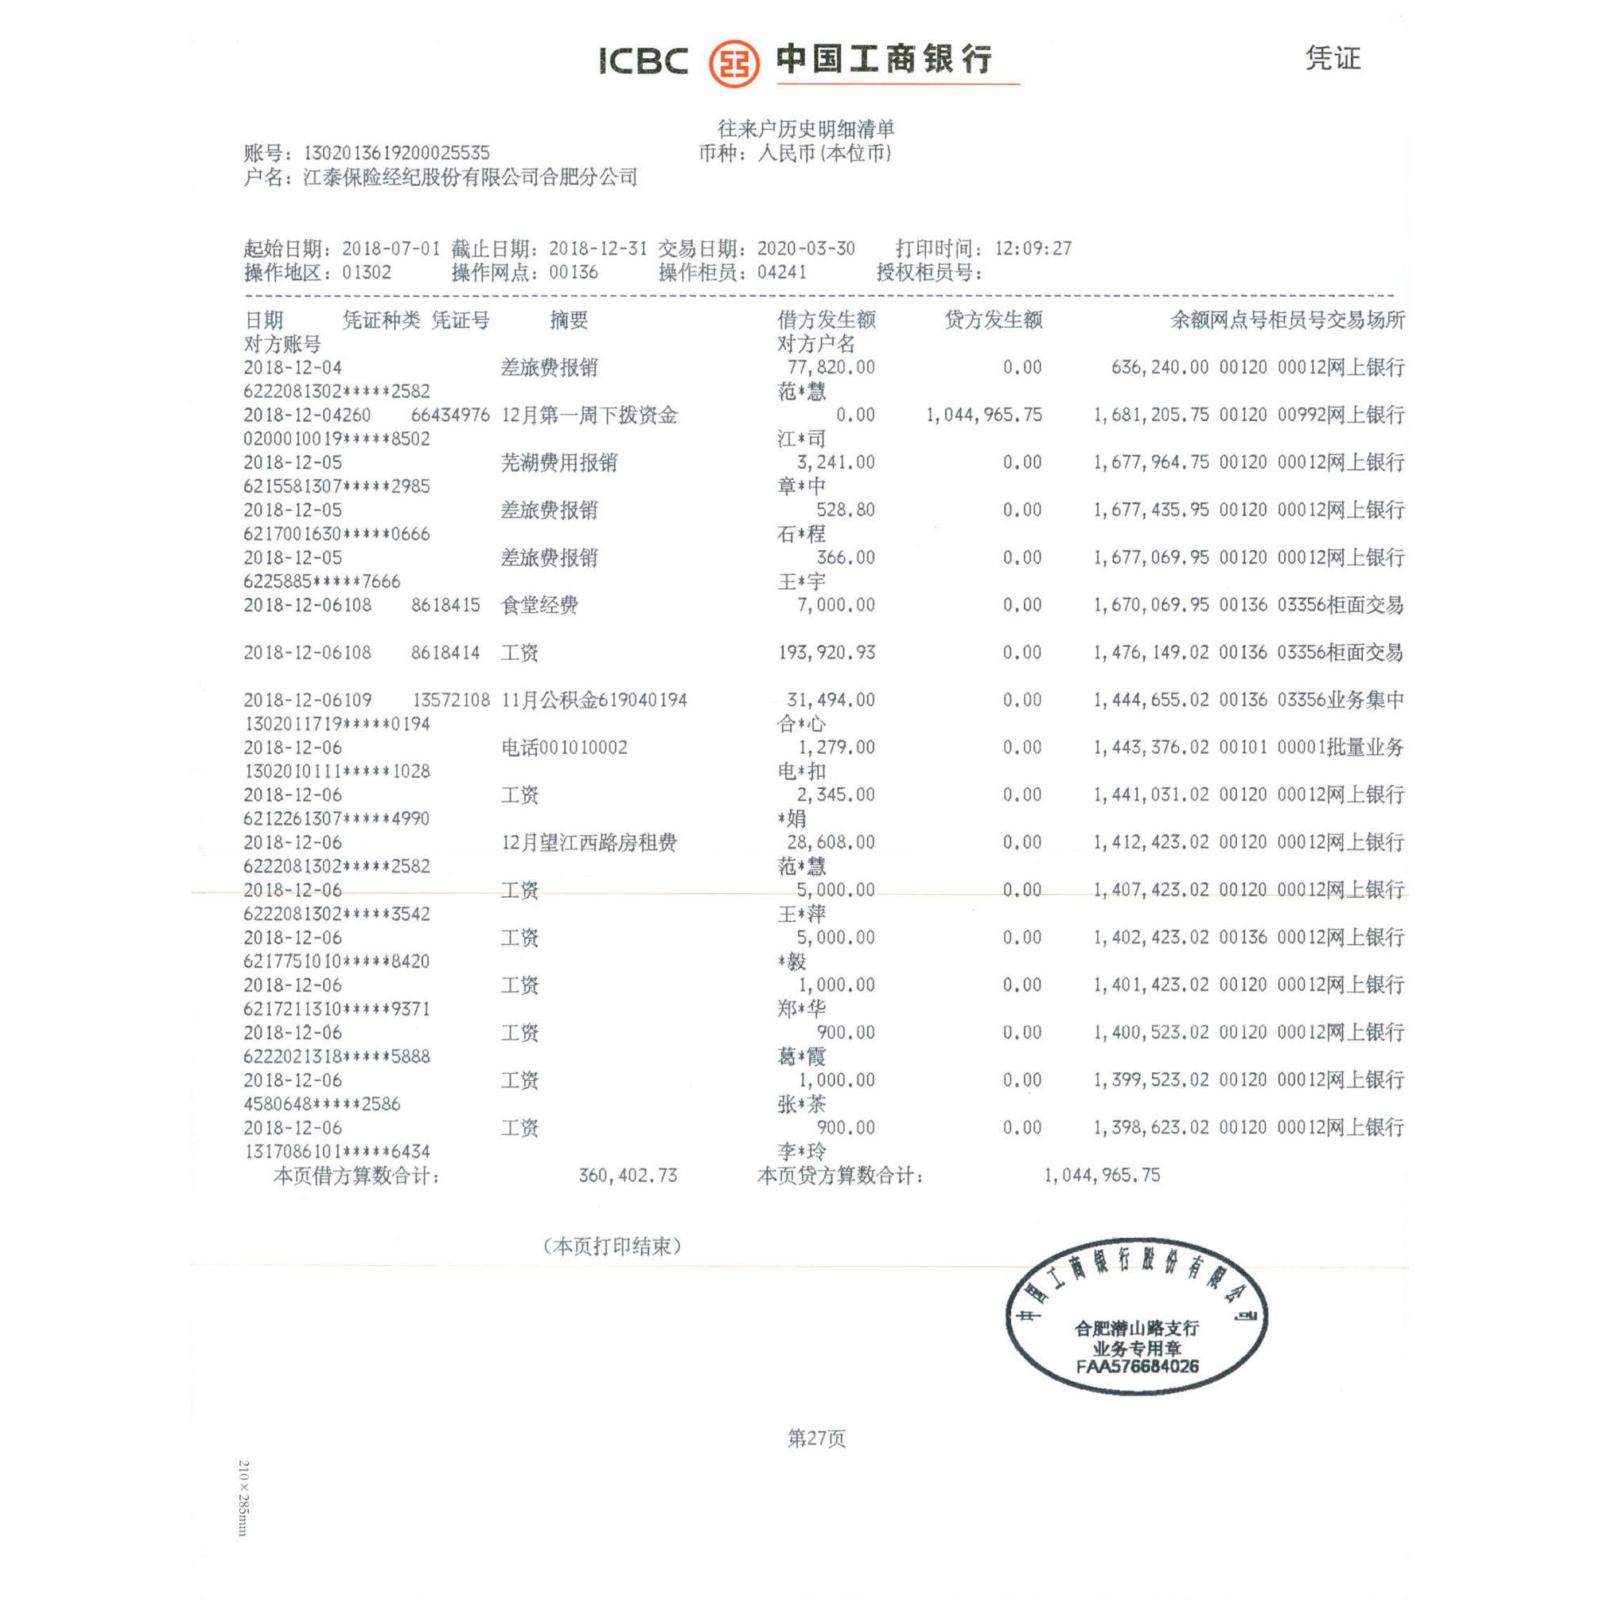 ICBC 中国工商银行 凭证
往来户历史明细清单
账号：1302013619200025535 币种：人民币(本位币)
户名：江泰保险经纪股份有限公司合肥分公司
起始日期：2018-07-01 截止日期：2018-12-31 交易日期：2020-03-30 打印时间：12:09:27
操作地区：01302 操作网点：00136 操作柜员：04241 授权柜员号：
日期 凭证种类 凭证号 摘要 借方发生额 贷方发生额 余额网点号柜员号交易场所
对方账号 对方户名
2018-12-04 差旅费报销 77,820.00 0.00 636,240.00 00120 00012网上银行
6222081302*****2582 范*慧
2018-12-04260 66434976 12月第一周下拨资金 0.00 1,044,965.75 1,681,205.75 00120 00992网上银行
0200010019*****8502 江*司
2018-12-05 芜湖费用报销 3,241.00 0.00 1,677,964.75 00120 00012网上银行
6215581307*****2985 章*中
2018-12-05 差旅费报销 528.80 0.00 1,677,435.95 00120 00012网上银行
6217001630*****0666 石*程
2018-12-05 差旅费报销 366.00 0.00 1,677,069.95 00120 00012网上银行
6225885*****7666 王*宇
2018-12-06108 8618415 食堂经费 7,000.00 0.00 1,670,069.95 00136 03356柜面交易
2018-12-06108 8618414 工资 193,920.93 0.00 1,476,149.02 00136 03356柜面交易
2018-12-06109 13572108 11月公积金619040194 31,494.00 0.00 1,444,655.02 00136 03356业务集中
1302011719*****0194 合*心
2018-12-06 电话001010002 1,279.00 0.00 1,443,376.02 00101 00001批量业务
1302010111*****1028 电*扣
2018-12-06 工资 2,345.00 0.00 1,441,031.02 00120 00012网上银行
6212261307*****4990 *娟
2018-12-06 12月望江西路房租费 28,608.00 0.00 1,412,423.02 00120 00012网上银行
6222081302*****2582 范*慧
2018-12-06 工资 5,000.00 0.00 1,407,423.02 00120 00012网上银行
6222081302*****3542 王*萍
2018-12-06 工资 5,000.00 0.00 1,402,423.02 00136 00012网上银行
6217751010*****8420 *毅
2018-12-06 工资 1,000.00 0.00 1,401,423.02 00120 00012网上银行
6217211310*****9371 郑*华
2018-12-06 工资 900.00 0.00 1,400,523.02 00120 00012网上银行
6222021318*****5888 葛*霞
2018-12-06 工资 1,000.00 0.00 1,399,523.02 00120 00012网上银行
4580648*****2586 张*茶
2018-12-06 工资 900.00 0.00 1,398,623.02 00120 00012网上银行
1317086101*****6434 李*玲
本页借方算数合计： 360,402.73 本页贷方算数合计： 1,044,965.75
(本页打印结束)
中国工商银行股份有限公司
合肥潜山路支行
业务专用章
FAA576684026
第27页
210×285mm